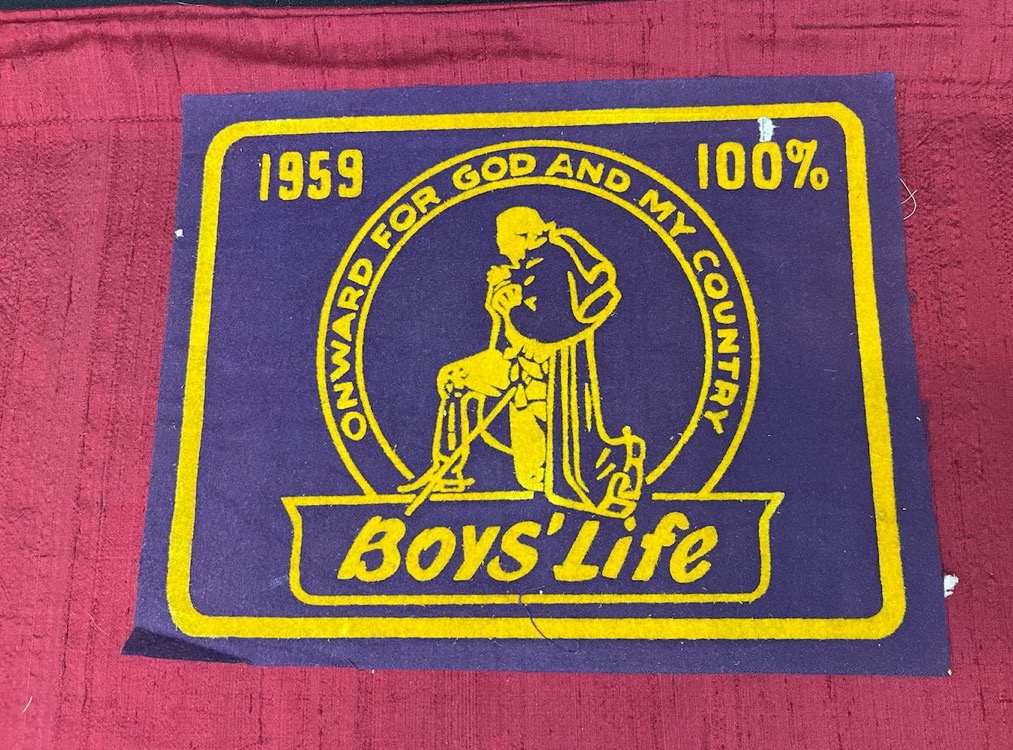 1959
100%
ONWARD FOR GOD AND MY COUNTRY
Boys' Life